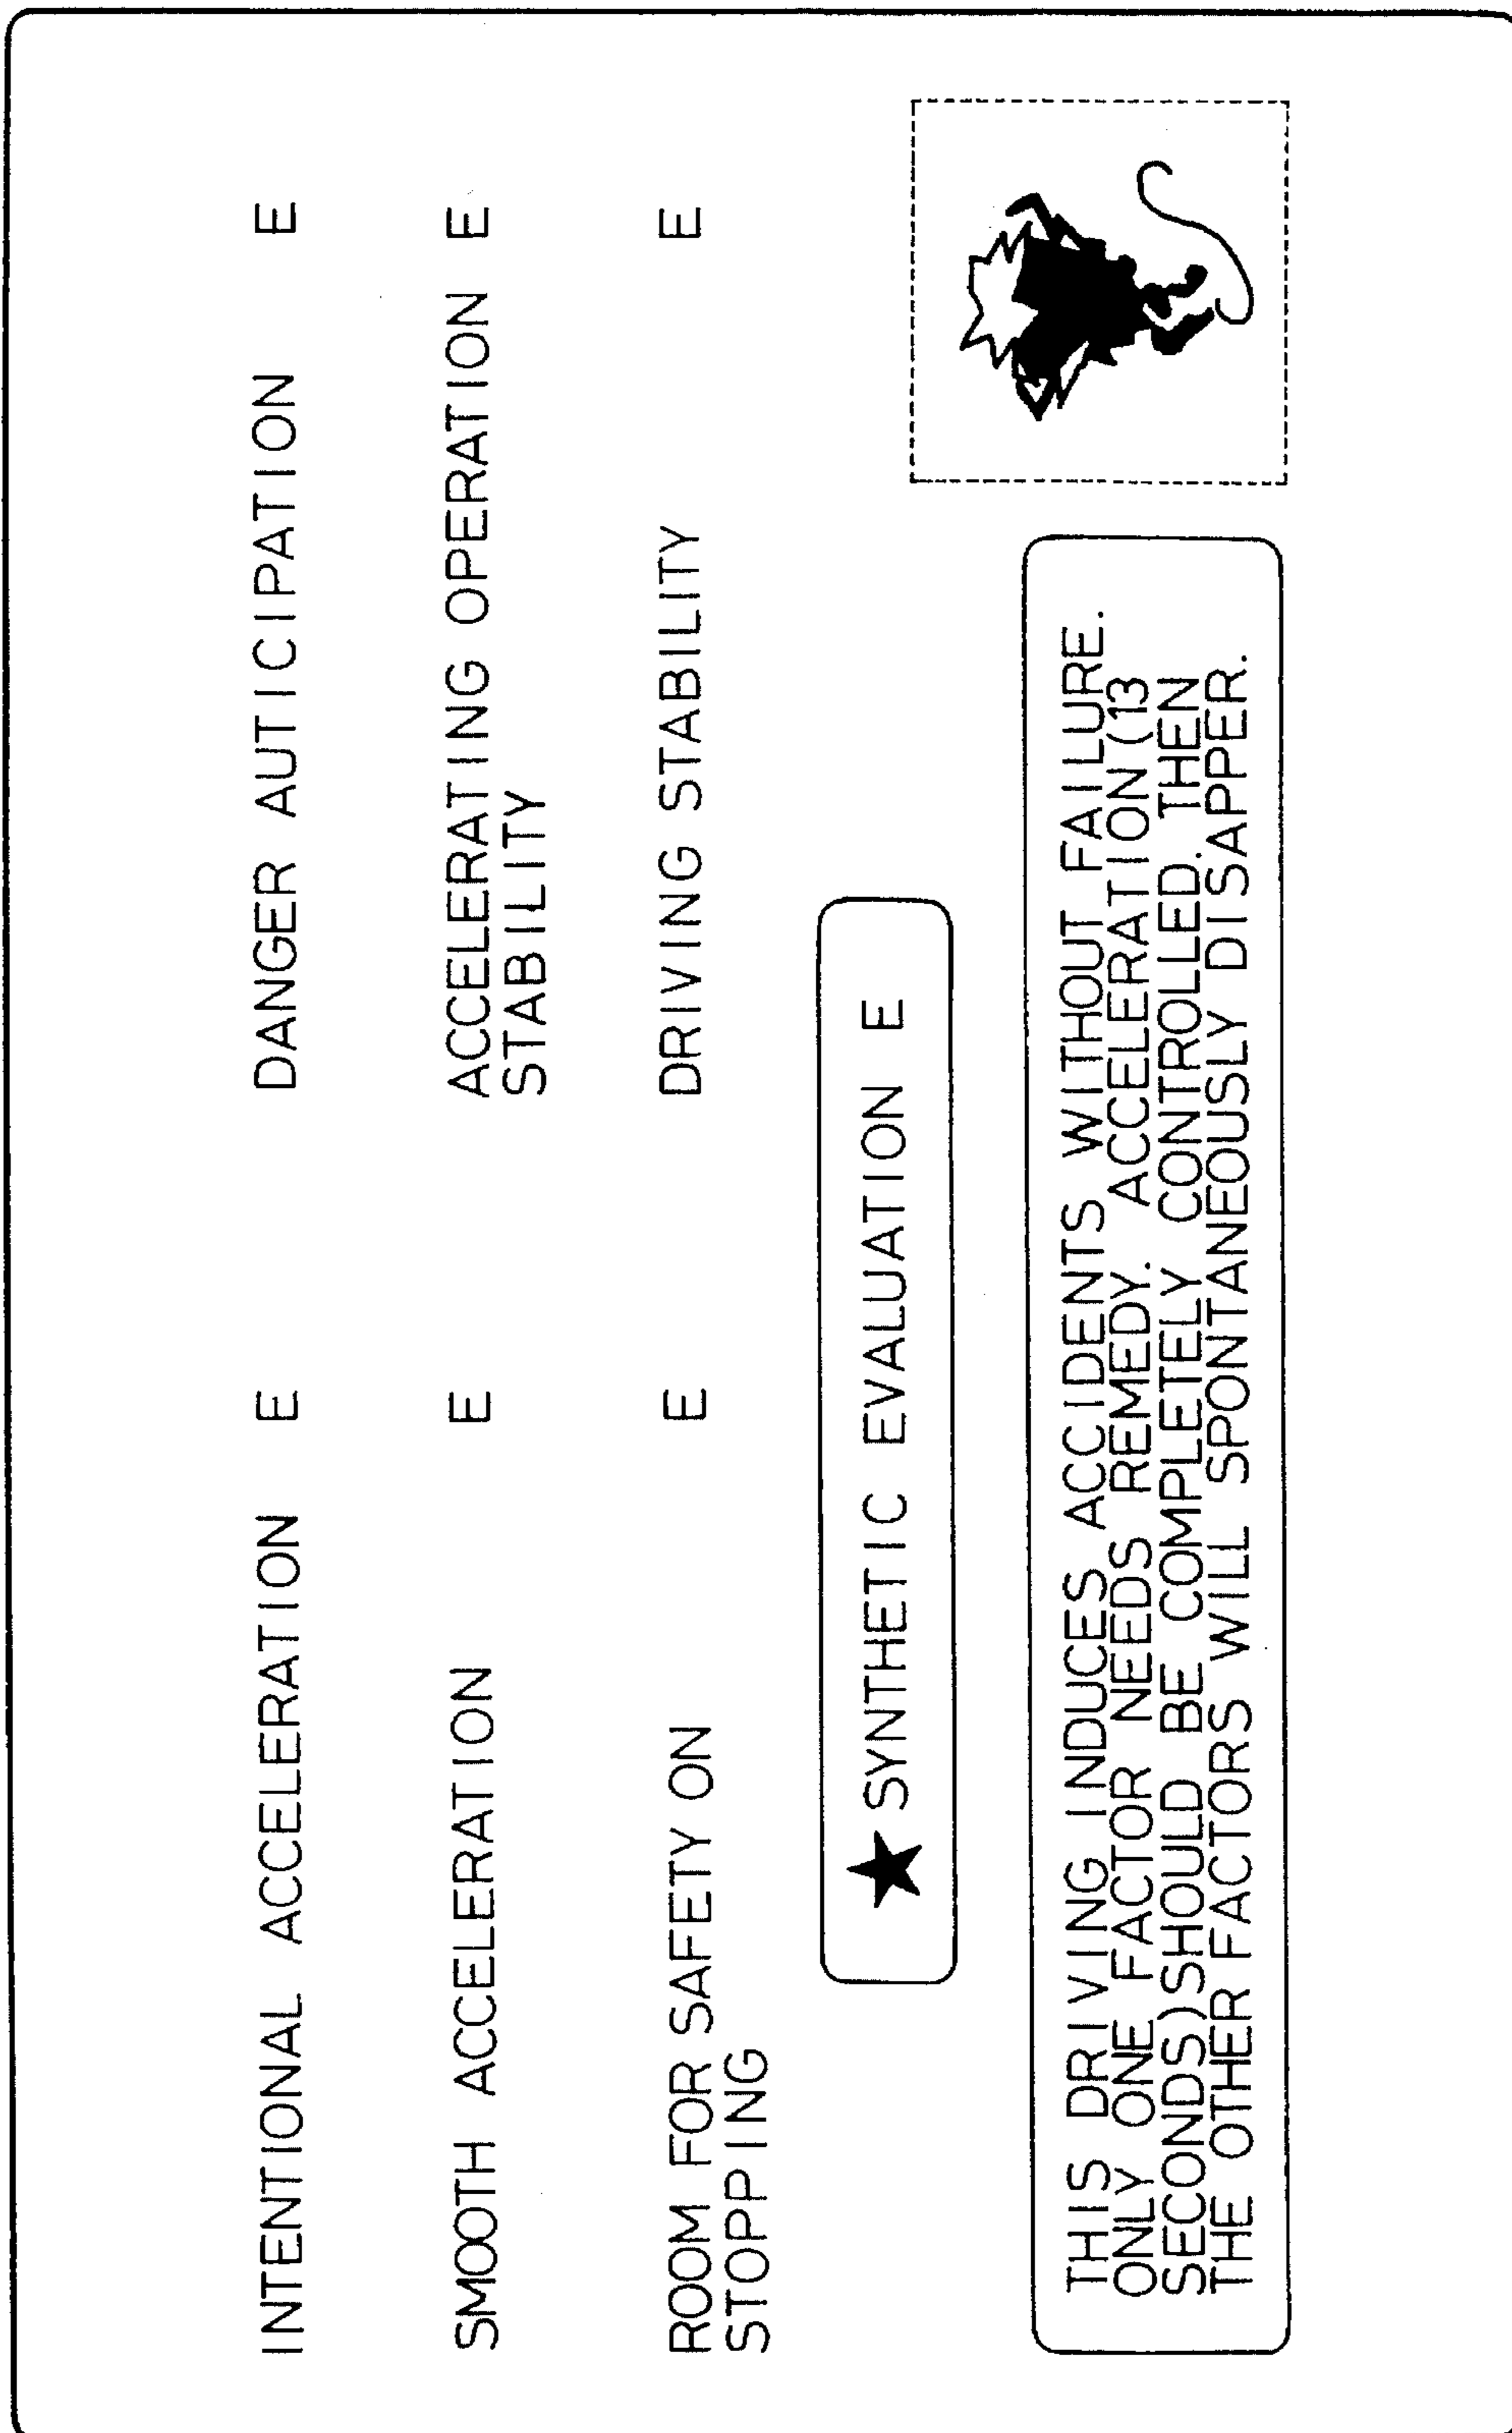 INTENTIONAL ACCELERATION E
DANGER AUTICIPATION E
SMOOTH ACCELERATION E
ACCELERATING OPERATION E
STABILITY
ROOM FOR SAFETY ON
STOPPING E
DRIVING STABILITY E
★ SYNTHETIC EVALUATION E
THIS DRIVING INDUCES ACCIDENTS WITHOUT FAILURE.
ONLY ONE FACTOR NEEDS REMEDY. ACCELERATION (13
SECONDS) SHOULD BE COMPLETELY CONTROLLED. THEN
THE OTHER FACTORS WILL SPONTANEOUSLY DISAPPER.